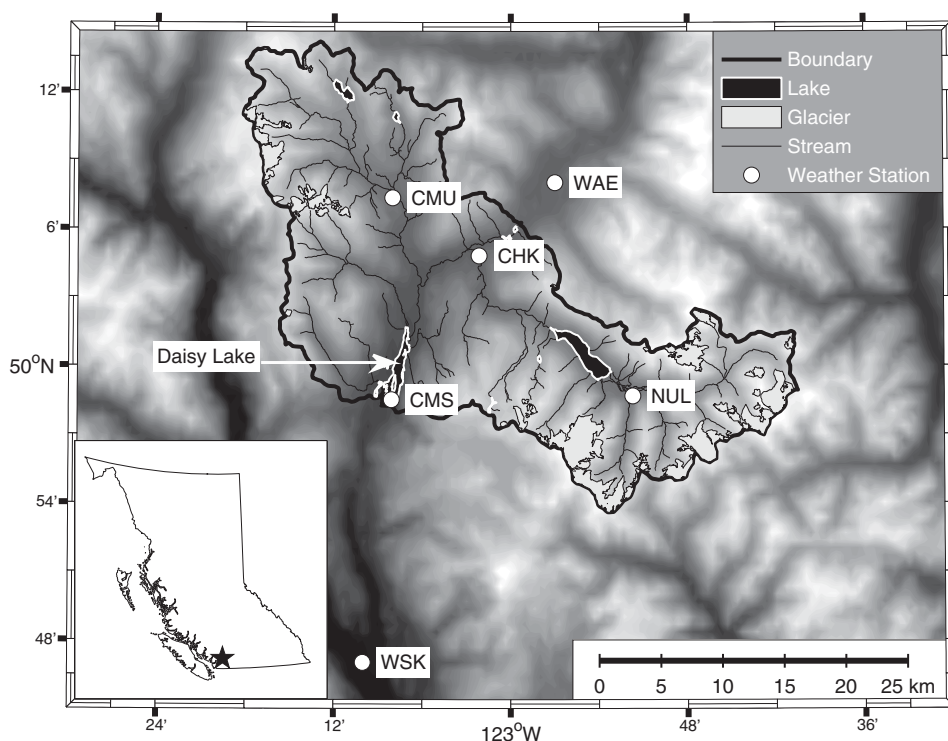 Boundary
Lake
Glacier
Stream
Weather Station
12'
WAE
CMU
6'
CHK
Daisy Lake
50°N
CMS
NUL
54'
48'
WSK
0 5 10 15 20 25 km
24' 12' 123°W 48' 36'